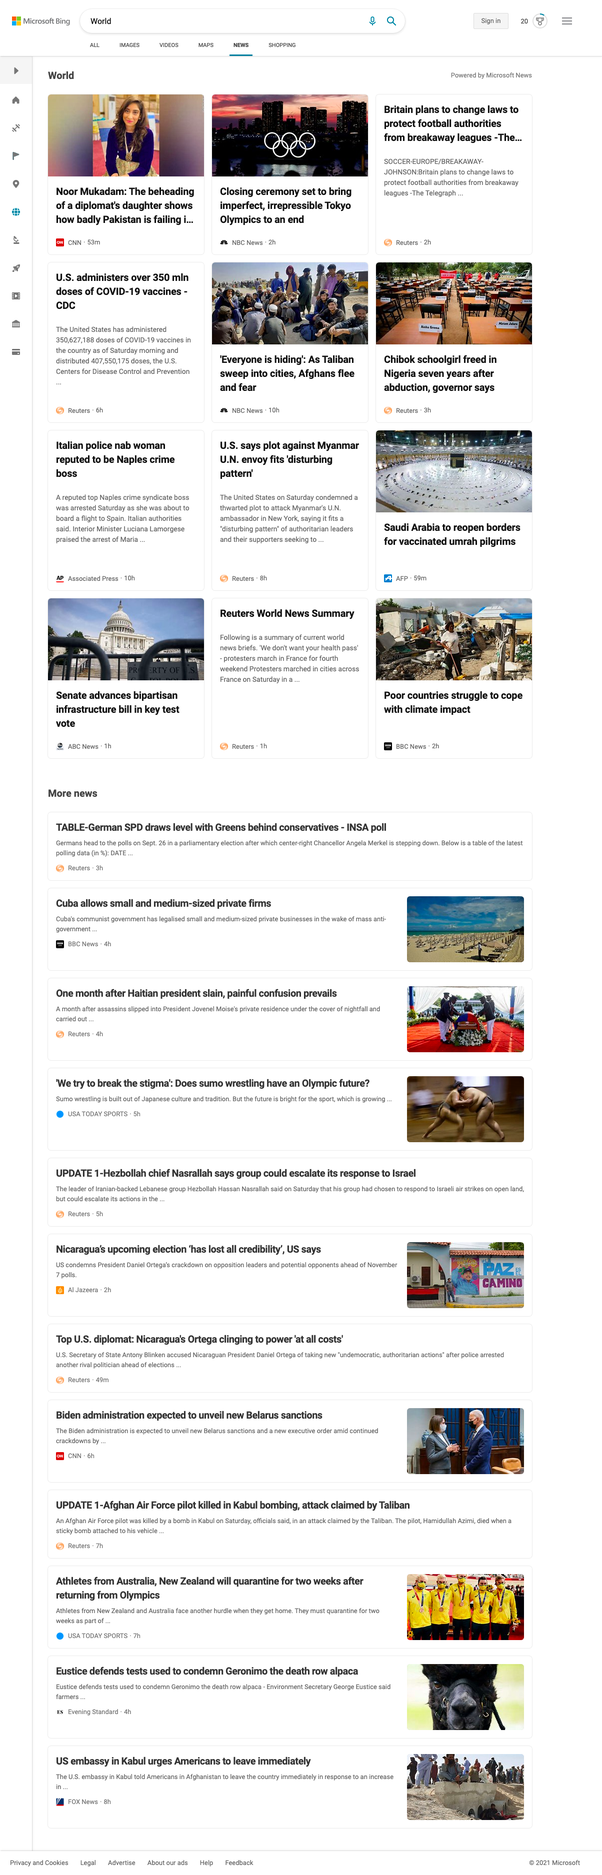 Microsoft Bing
World
Sign in
20
ALL
IMAGES
VIDEOS
MAPS
NEWS
SHOPPING
World
Powered by Microsoft News
Noor Mukadam: The beheading
of a diplomat's daughter shows
how badly Pakistan is failing i...
CNN · 53m
Closing ceremony set to bring
imperfect, irrepressible Tokyo
Olympics to an end
NBC News · 2h
Britain plans to change laws to
protect football authorities
from breakaway leagues -The...
SOCCER-EUROPE/BREAKAWAY-
JOHNSON:Britain plans to change laws to
protect football authorities from breakaway
leagues -The Telegraph ...
Reuters · 2h
U.S. administers over 350 mln
doses of COVID-19 vaccines -
CDC
The United States has administered
350,627,188 doses of COVID-19 vaccines in
the country as of Saturday morning and
distributed 407,550,175 doses, the U.S.
Centers for Disease Control and Prevention
...
Reuters · 6h
'Everyone is hiding': As Taliban
sweep into cities, Afghans flee
and fear
NBC News · 10h
Chibok schoolgirl freed in
Nigeria seven years after
abduction, governor says
Reuters · 3h
Italian police nab woman
reputed to be Naples crime
boss
A reputed top Naples crime syndicate boss
was arrested Saturday as she was about to
board a flight to Spain. Italian authorities
said. Interior Minister Luciana Lamorgese
praised the arrest of Maria ...
AP
Associated Press · 10h
U.S. says plot against Myanmar
U.N. envoy fits 'disturbing
pattern'
The United States on Saturday condemned a
thwarted plot to attack Myanmar's U.N.
ambassador in New York, saying it fits a
"disturbing pattern" of authoritarian leaders
and their supporters seeking to ...
Reuters · 8h
Saudi Arabia to reopen borders
for vaccinated umrah pilgrims
AFP · 59m
PROPERTY OF U.S.
Senate advances bipartisan
infrastructure bill in key test
vote
ABC News · 1h
Reuters World News Summary
Following is a summary of current world
news briefs. 'We don't want your health pass'
- protesters march in France for fourth
weekend Protesters marched in cities across
France on Saturday in a ...
Reuters · 1h
Poor countries struggle to cope
with climate impact
BBC News · 2h
More news
TABLE-German SPD draws level with Greens behind conservatives - INSA poll
Germans head to the polls on Sept. 26 in a parliamentary election after which center-right Chancellor Angela Merkel is stepping down. Below is a table of the latest
polling data (in %): DATE ...
Reuters · 3h
Cuba allows small and medium-sized private firms
Cuba's communist government has legalised small and medium-sized private businesses in the wake of mass anti-
government ...
BBC News · 4h
One month after Haitian president slain, painful confusion prevails
A month after assassins slipped into President Jovenel Moise's private residence under the cover of nightfall and
carried out ...
Reuters · 4h
'We try to break the stigma': Does sumo wrestling have an Olympic future?
Sumo wrestling is built out of Japanese culture and tradition. But the future is bright for the sport, which is growing ...
USA TODAY SPORTS · 5h
UPDATE 1-Hezbollah chief Nasrallah says group could escalate its response to Israel
The leader of Iranian-backed Lebanese group Hezbollah Hassan Nasrallah said on Saturday that his group had chosen to respond to Israeli air strikes on open land,
but could escalate its actions in the ...
Reuters · 5h
Nicaragua's upcoming election 'has lost all credibility', US says
US condemns President Daniel Ortega's crackdown on opposition leaders and potential opponents ahead of November
7 polls.
Al Jazeera · 2h
PAZ
CAMINO
Top U.S. diplomat: Nicaragua's Ortega clinging to power 'at all costs'
U.S. Secretary of State Antony Blinken accused Nicaraguan President Daniel Ortega of taking new "undemocratic, authoritarian actions" after police arrested
another rival politician ahead of elections ...
Reuters · 49m
Biden administration expected to unveil new Belarus sanctions
The Biden administration is expected to unveil new Belarus sanctions and a new executive order amid continued
crackdowns by ...
CNN · 6h
UPDATE 1-Afghan Air Force pilot killed in Kabul bombing, attack claimed by Taliban
An Afghan Air Force pilot was killed by a bomb in Kabul on Saturday, officials said, in an attack claimed by the Taliban. The pilot, Hamidullah Azimi, died when a
sticky bomb attached to his vehicle ...
Reuters · 7h
Athletes from Australia, New Zealand will quarantine for two weeks after
returning from Olympics
Athletes from New Zealand and Australia face another hurdle when they get home. They must quarantine for two
weeks as part of ...
USA TODAY SPORTS · 7h
Eustice defends tests used to condemn Geronimo the death row alpaca
Eustice defends tests used to condemn Geronimo the death row alpaca - Environment Secretary George Eustice said
farmers ...
ES
Evening Standard · 4h
US embassy in Kabul urges Americans to leave immediately
The U.S. embassy in Kabul told Americans in Afghanistan to leave the country immediately in response to an increase
in ...
FOX News · 8h
Privacy and Cookies
Legal
Advertise
About our ads
Help
Feedback
© 2021 Microsoft